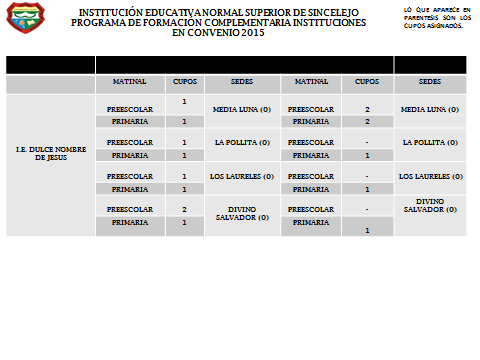 INSTITUCIÓN EDUCATIVA NORMAL SUPERIOR DE SINCELEJO
PROGRAMA DE FORMACIÓN COMPLEMENTARIA INSTITUCIONES
EN CONVENIO 2015
LO QUE APARECE EN
PARENTESIS SON LOS
CUPOS ASIGNADOS.
MATINAL CUPOS SEDES MATINAL CUPOS SEDES
I.E. DULCE NOMBRE
DE JESUS
PREESCOLAR 1 MEDIA LUNA (0) PREESCOLAR 2 MEDIA LUNA (0)
PRIMARIA 1 PRIMARIA 2
PREESCOLAR 1 LA POLLITA (0) PREESCOLAR - LA POLLITA (0)
PRIMARIA 1 PRIMARIA 1
PREESCOLAR 1 LOS LAURELES (0) PREESCOLAR - LOS LAURELES (0)
PRIMARIA 1 PRIMARIA 1
PREESCOLAR 2 DIVINO
SALVADOR (0) PREESCOLAR - DIVINO
SALVADOR (0)
PRIMARIA 1 PRIMARIA 1